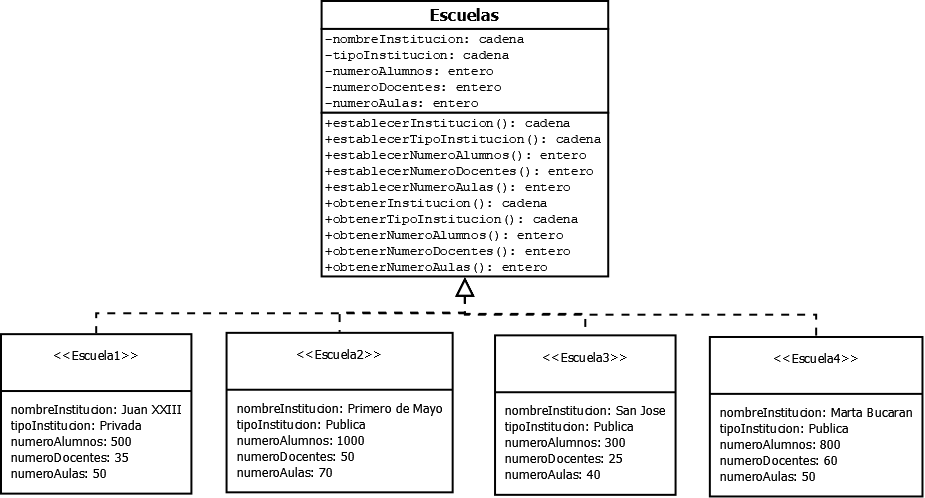 Escuelas
-nombreInstitucion: cadena
-tipoInstitucion: cadena
-numeroAlumnos: entero
-numeroDocentes: entero
-numeroAulas: entero
+establecerInstitucion(): cadena
+establecerTipoInstitucion(): cadena
+establecerNumeroAlumnos(): entero
+establecerNumeroDocentes(): entero
+establecerNumeroAulas(): entero
+obtenerInstitucion(): cadena
+obtenerTipoInstitucion(): cadena
+obtenerNumeroAlumnos(): entero
+obtenerNumeroDocentes(): entero
+obtenerNumeroAulas(): entero
<<Escuela1>>
nombreInstitucion: Juan XXIII
tipoInstitucion: Privada
numeroAlumnos: 500
numeroDocentes: 35
numeroAulas: 50
<<Escuela2>>
nombreInstitucion: Primero de Mayo
tipoInstitucion: Publica
numeroAlumnos: 1000
numeroDocentes: 50
numeroAulas: 70
<<Escuela3>>
nombreInstitucion: San Jose
tipoInstitucion: Publica
numeroAlumnos: 300
numeroDocentes: 25
numeroAulas: 40
<<Escuela4>>
nombreInstitucion: Marta Bucaran
tipoInstitucion: Publica
numeroAlumnos: 800
numeroDocentes: 60
numeroAulas: 50